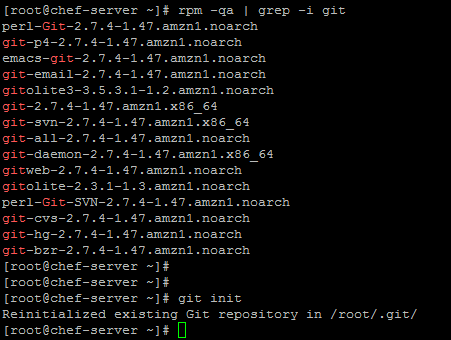 [root@chef-server ~]# rpm -qa | grep -i git
perl-Git-2.7.4-1.47.amzn1.noarch
git-p4-2.7.4-1.47.amzn1.noarch
emacs-git-2.7.4-1.47.amzn1.noarch
git-email-2.7.4-1.47.amzn1.noarch
gitolite3-3.5.3.1-1.2.amzn1.noarch
git-2.7.4-1.47.amzn1.x86_64
git-svn-2.7.4-1.47.amzn1.x86_64
git-all-2.7.4-1.47.amzn1.noarch
git-daemon-2.7.4-1.47.amzn1.x86_64
gitweb-2.7.4-1.47.amzn1.noarch
gitolite-2.3.1-1.3.amzn1.noarch
perl-Git-SVN-2.7.4-1.47.amzn1.noarch
git-cvs-2.7.4-1.47.amzn1.noarch
git-hg-2.7.4-1.47.amzn1.noarch
git-bzr-2.7.4-1.47.amzn1.noarch
[root@chef-server ~]#
[root@chef-server ~]#
[root@chef-server ~]# git init
Reinitialized existing Git repository in /root/.git/
[root@chef-server ~]#